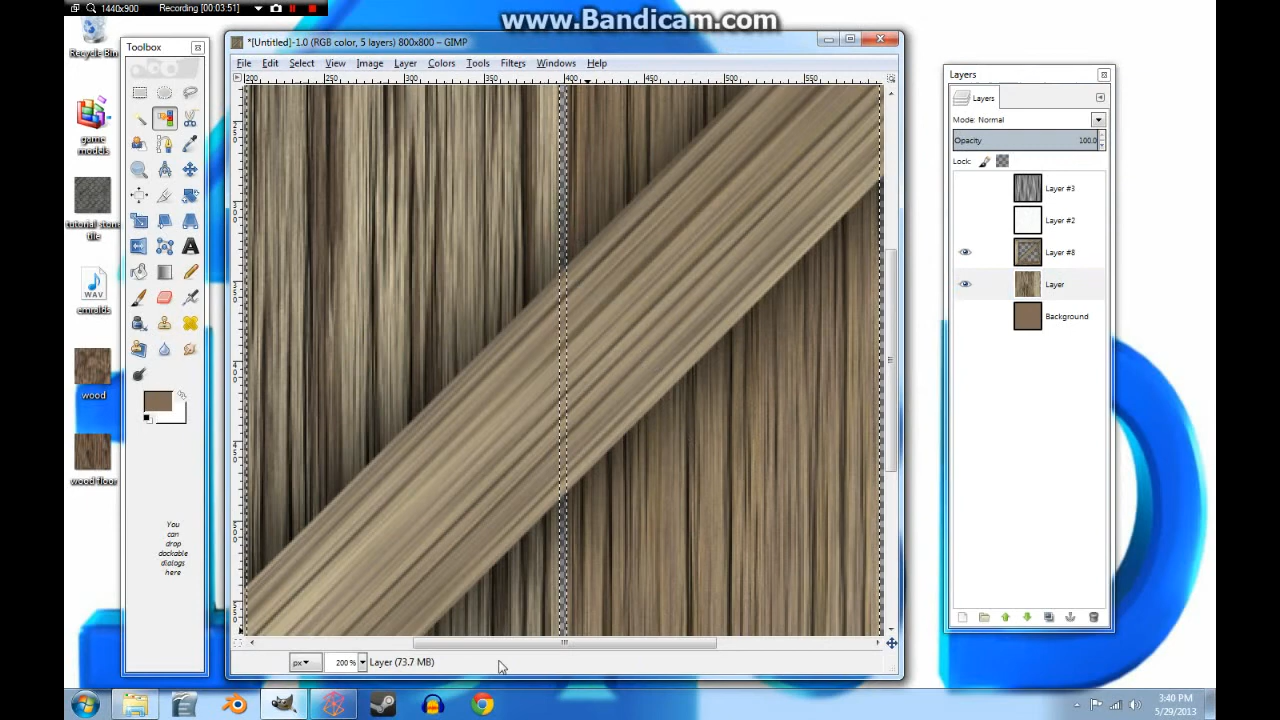 1440x900 Recording [00:03:51]
www.Bandicam.com
Recycle Bin
game models
tutorial stone tile
WAV
emralds
wood
wood floor
Toolbox
You
can
drop
dockable
dialogs
here
*[Untitled]-1.0 (RGB color, 5 layers) 800x800 – GIMP
File Edit Select View Image Layer Colors Tools Filters Windows Help
200 250 300 350 400 450 500 550
px 200 % Layer (73.7 MB)
Layers
Layers
Mode: Normal
Opacity 100.0
Lock:
Layer #3
Layer #2
Layer #8
Layer
Background
3:40 PM
5/29/2013